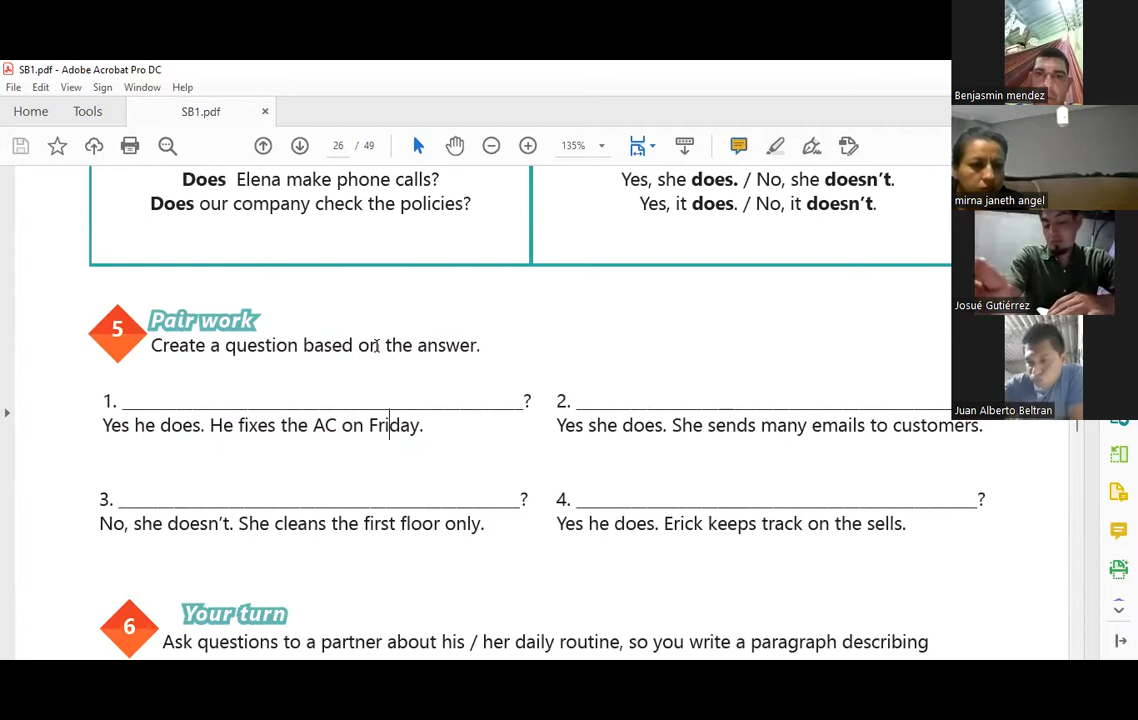 SB1.pdf - Adobe Acrobat Pro DC
File Edit View Sign Window Help
Home Tools SB1.pdf ×
26 / 49 135%
Does Elena make phone calls?
Does our company check the policies?
Yes, she does. / No, she doesn't.
Yes, it does. / No, it doesn't.
5 Pair work
Create a question based on the answer.
1. ______________________________________________?
Yes he does. He fixes the AC on Friday.
2. ______________________________________________
Yes she does. She sends many emails to customers.
3. ______________________________________________?
No, she doesn't. She cleans the first floor only.
4. ______________________________________________?
Yes he does. Erick keeps track on the sells.
6 Your turn
Ask questions to a partner about his / her daily routine, so you write a paragraph describing
Benjasmin mendez
mirna janeth angel
Josué Gutiérrez
Juan Alberto Beltran